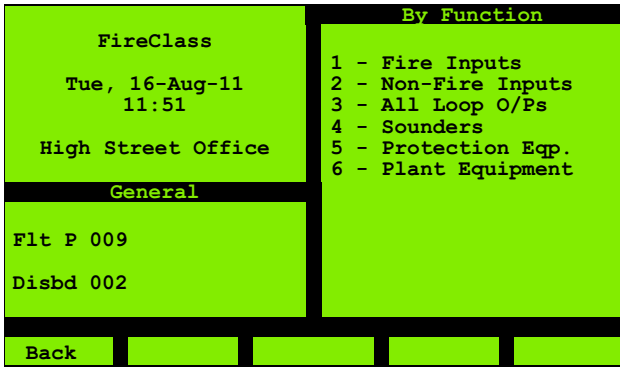 FireClass
Tue, 16-Aug-11
11:51
High Street Office
General
Flt P 009
Disbd 002
By Function
1 - Fire Inputs
2 - Non-Fire Inputs
3 - All Loop O/Ps
4 - Sounders
5 - Protection Eqp.
6 - Plant Equipment
Back